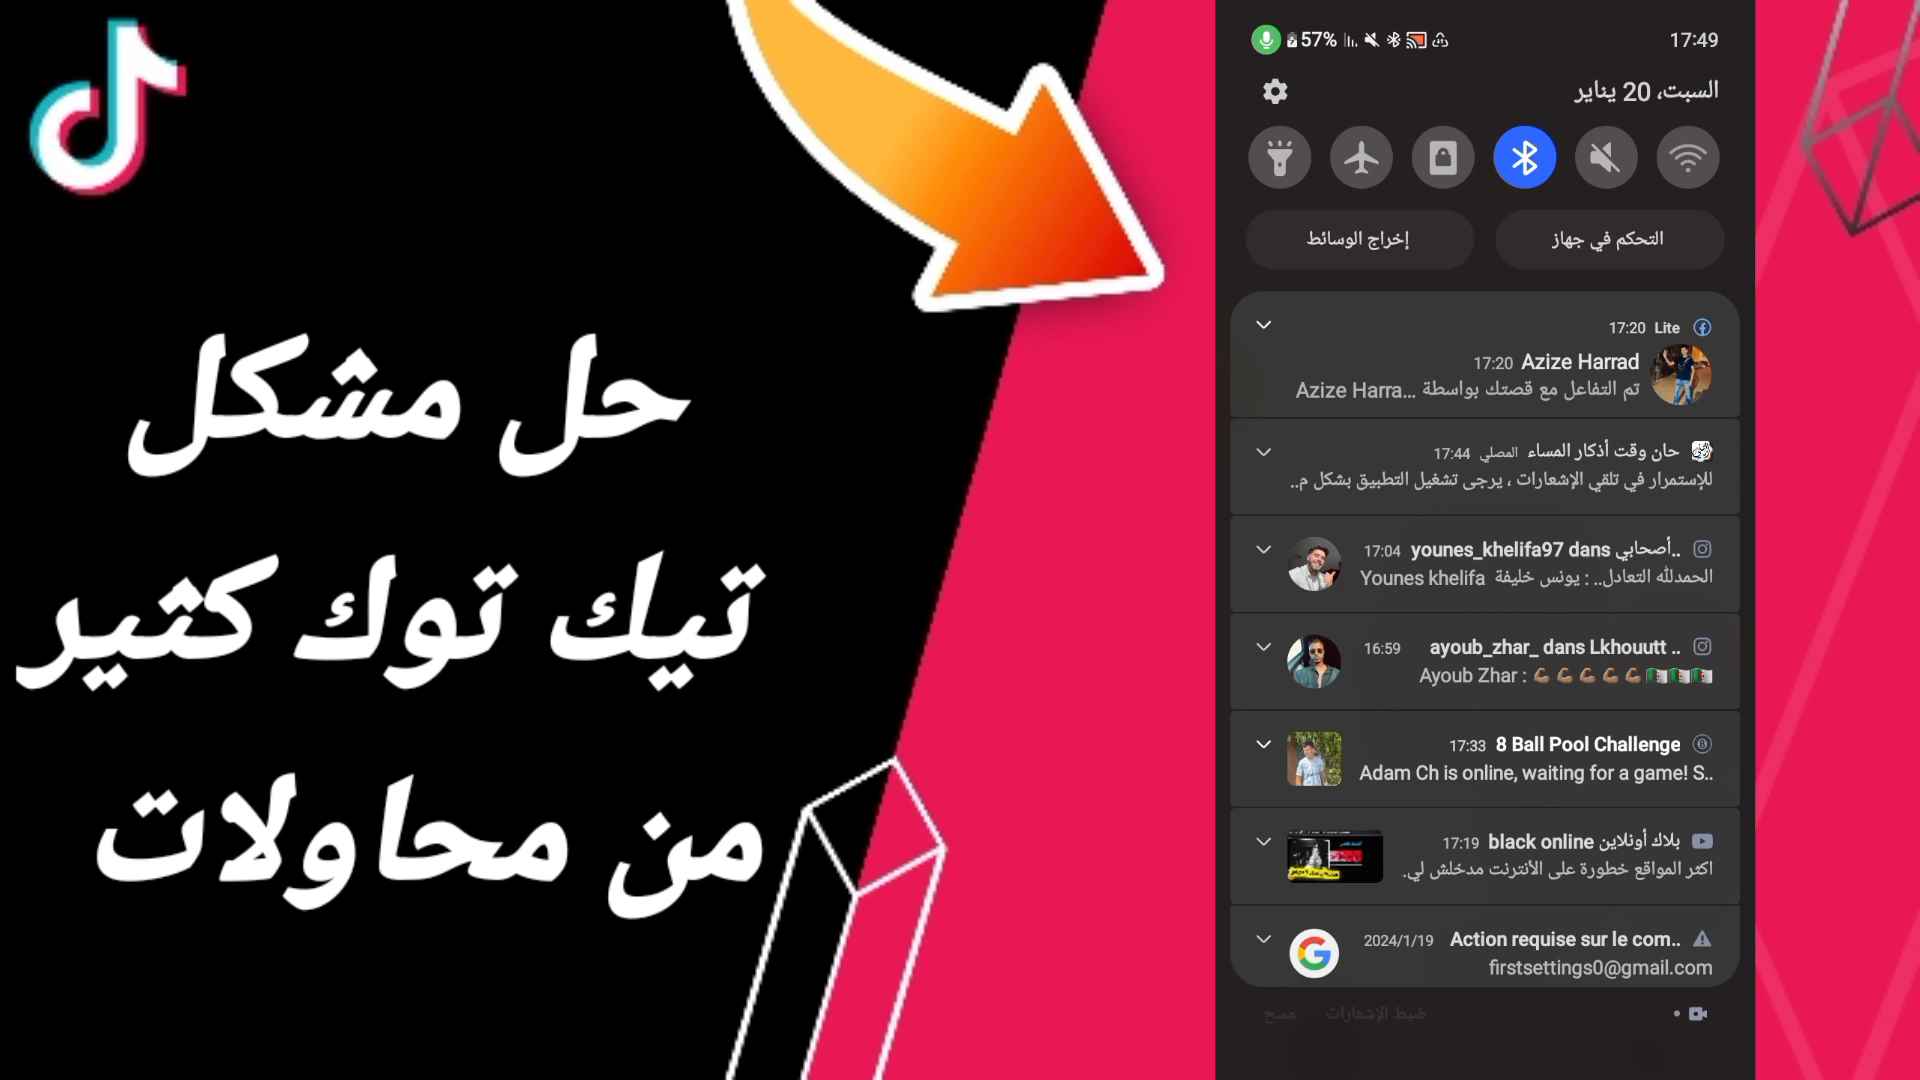 حل مشكل
تيك توك كثير
من محاولات
57%
17:49
السبت، 20 يناير
التحكم في جهاز
إخراج الوسائط
Lite 17:20
Azize Harrad 17:20
تم التفاعل مع قصتك بواسطة Azize Harra...
حان وقت أذكار المساء المصلي 17:44
للإستمرار في تلقي الإشعارات ، يرجى تشغيل التطبيق بشكل م..
younes_khelifa97 dans أصحابي.. 17:04
الحمدلله التعادل.. : يونس خليفة Younes khelifa
ayoub_zhar_ dans Lkhouutt .. 16:59
Ayoub Zhar : 💪🏾💪🏾💪🏾💪🏾💪🏾🇩🇿🇩🇿🇩🇿
8 Ball Pool Challenge 17:33
Adam Ch is online, waiting for a game! S..
بلاك أونلاين black online 17:19
اكثر المواقع خطورة على الأنترنت مدخلش لي.
Action requise sur le com.. 2024/1/19
firstsettings0@gmail.com
ضبط الإشعارات
مسح